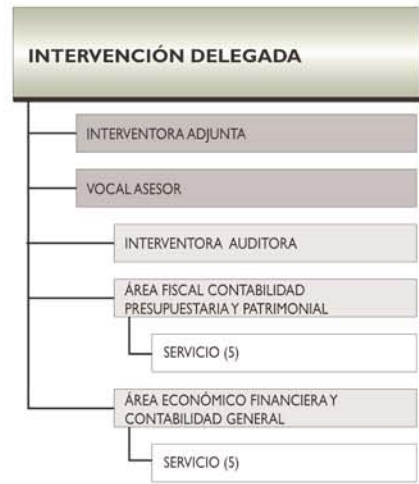 INTERVENCIÓN DELEGADA
INTERVENTORA ADJUNTA
VOCAL ASESOR
INTERVENTORA AUDITORA
ÁREA FISCAL CONTABILIDAD
PRESUPUESTARIA Y PATRIMONIAL
SERVICIO (5)
ÁREA ECONÓMICO FINANCIERA Y
CONTABILIDAD GENERAL
SERVICIO (5)